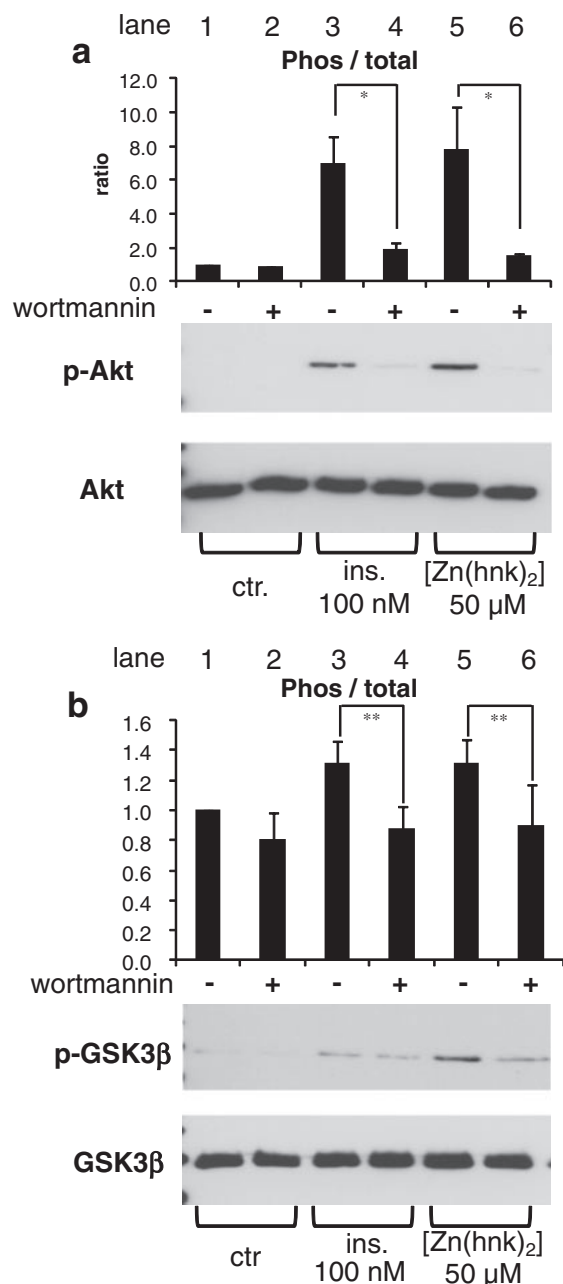 lane 1 2 3 4 5 6
a
Phos / total
12.0
10.0
8.0
6.0
4.0
2.0
0.0
ratio
* *
wortmannin - + - + - +
p-Akt
Akt
ctr. ins. 100 nM [Zn(hnk)₂] 50 µM
lane 1 2 3 4 5 6
b
Phos / total
1.6
1.4
1.2
1.0
0.8
0.6
0.4
0.2
0.0
** **
wortmannin - + - + - +
p-GSK3β
GSK3β
ctr ins. 100 nM [Zn(hnk)₂] 50 µM